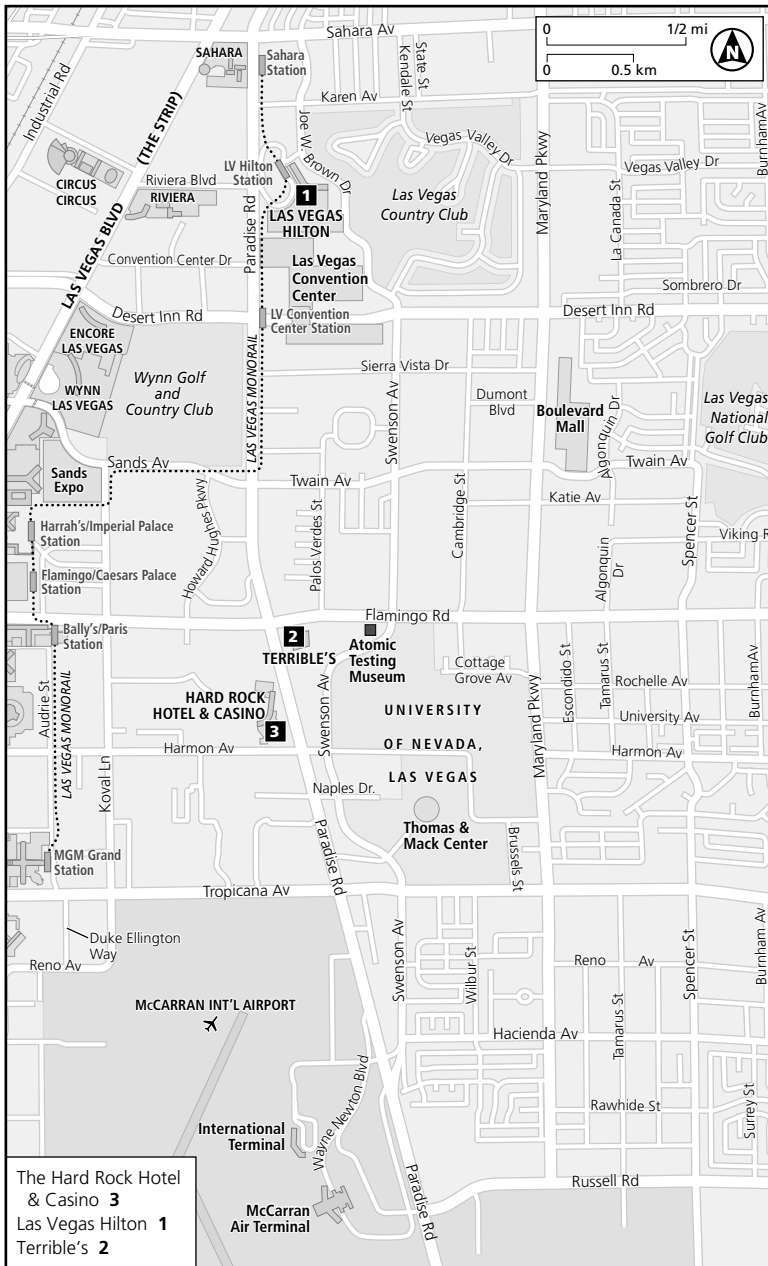 Sahara Av
0 1/2 mi
0 0.5 km
N
SAHARA
Sahara
Station
Industrial Rd
(THE STRIP)
LAS VEGAS BLVD
Kendale St
State St
Karen Av
Joe W. Brown Dr
Vegas Valley Dr
Vegas Valley Dr
Maryland Pkwy
Burnham Av
La Canada St
LV Hilton
Station
CIRCUS
CIRCUS
Riviera Blvd
RIVIERA
Paradise Rd
1
LAS VEGAS
HILTON
Las Vegas
Country Club
Convention Center Dr
Las Vegas
Convention
Center
Sombrero Dr
Desert Inn Rd
LV Convention
Center Station
Desert Inn Rd
ENCORE
LAS VEGAS
WYNN
LAS VEGAS
Wynn Golf
and
Country Club
LAS VEGAS MONORAIL
Sierra Vista Dr
Swenson Av
Dumont
Blvd
Boulevard
Mall
Algonquin Dr
Las Vegas
National
Golf Club
Sands Av
Sands
Expo
Twain Av
Twain Av
Katie Av
Howard Hughes Pkwy
Palos Verdes St
Cambridge St
Spencer St
Viking R
Harrah's/Imperial Palace
Station
Flamingo/Caesars Palace
Station
Algonquin
Dr
Flamingo Rd
Bally's/Paris
Station
2
TERRIBLE'S
Atomic
Testing
Museum
Cottage
Grove Av
Escondido St
Tamarus St
Rochelle Av
Burnham Av
Maryland Pkwy
University Av
Audrie St
LAS VEGAS MONORAIL
Koval Ln
HARD ROCK
HOTEL & CASINO
3
Swenson Av
UNIVERSITY
OF NEVADA,
LAS VEGAS
Harmon Av
Harmon Av
Naples Dr.
Thomas &
Mack Center
Brussels St
MGM Grand
Station
Paradise Rd
Tropicana Av
Duke Ellington
Way
Reno Av
Swenson Av
Wilbur St
Reno Av
Spencer St
Burnham Av
McCARRAN INT'L AIRPORT
Hacienda Av
Tamarus St
Wayne Newton Blvd
Rawhide St
Surrey St
International
Terminal
McCarran
Air Terminal
Paradise Rd
Russell Rd
The Hard Rock Hotel
& Casino 3
Las Vegas Hilton 1
Terrible's 2